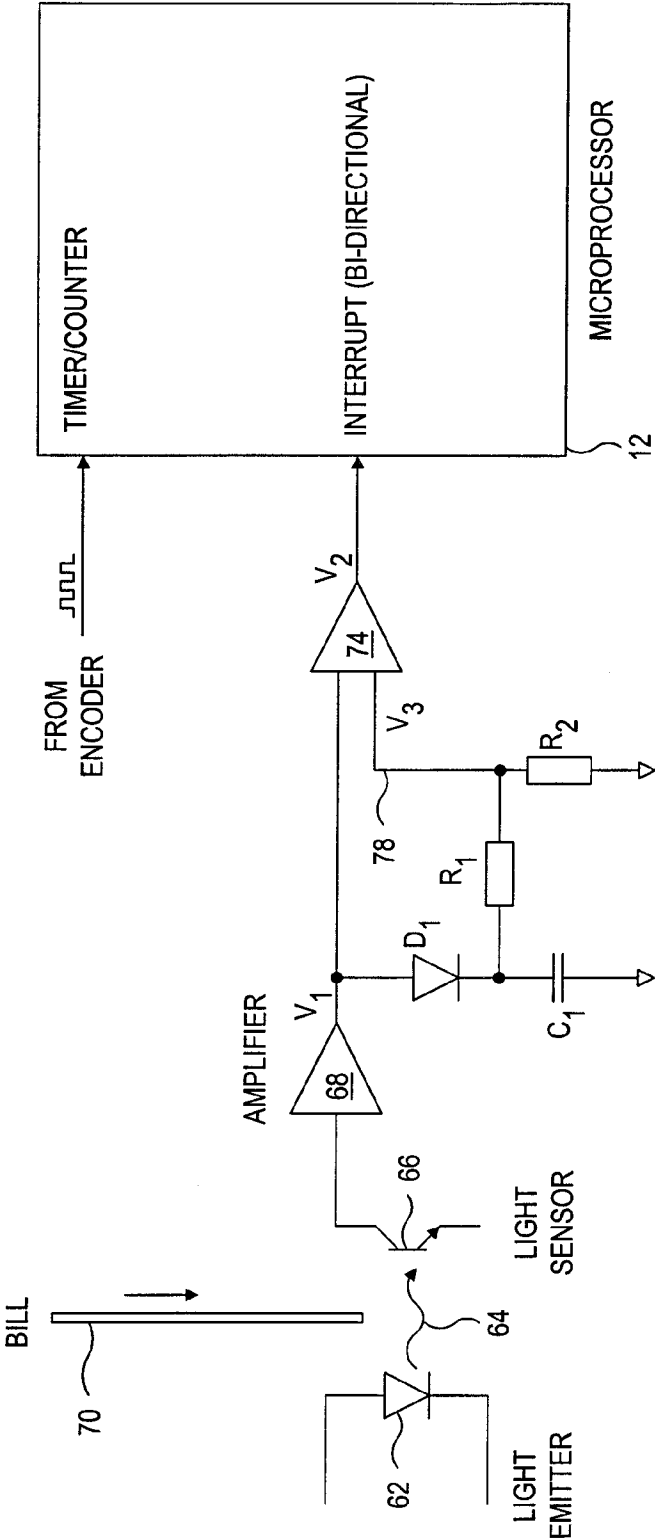 BILL
70
62
LIGHT
EMITTER
64
66
LIGHT
SENSOR
AMPLIFIER
68
V1
D1
C1
R1
78
R2
V3
74
V2
FROM
ENCODER
TIMER/COUNTER
INTERRUPT (BI-DIRECTIONAL)
12
MICROPROCESSOR